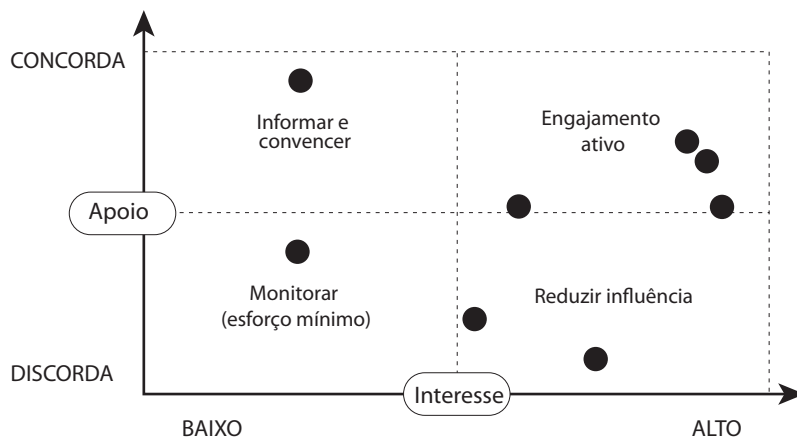 CONCORDA
Informar e
convencer
Engajamento
ativo
Apoio
Monitorar
(esforço mínimo)
Reduzir influência
DISCORDA
Interesse
BAIXO
ALTO